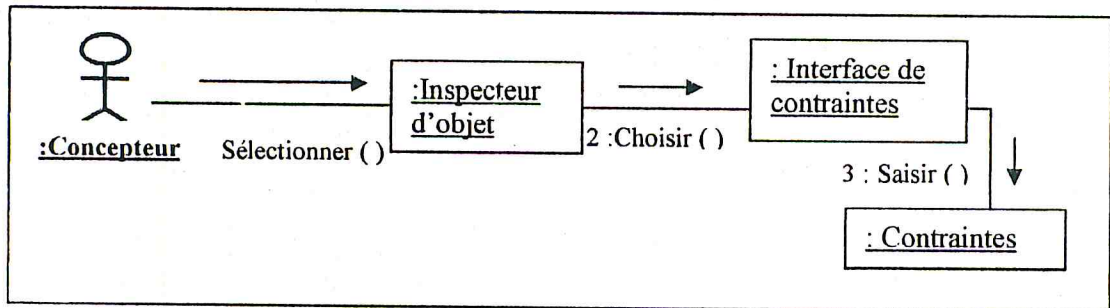 :Concepteur
Sélectionner ( )
:Inspecteur
d'objet
2 :Choisir ( )
: Interface de
contraintes
3 : Saisir ( )
: Contraintes